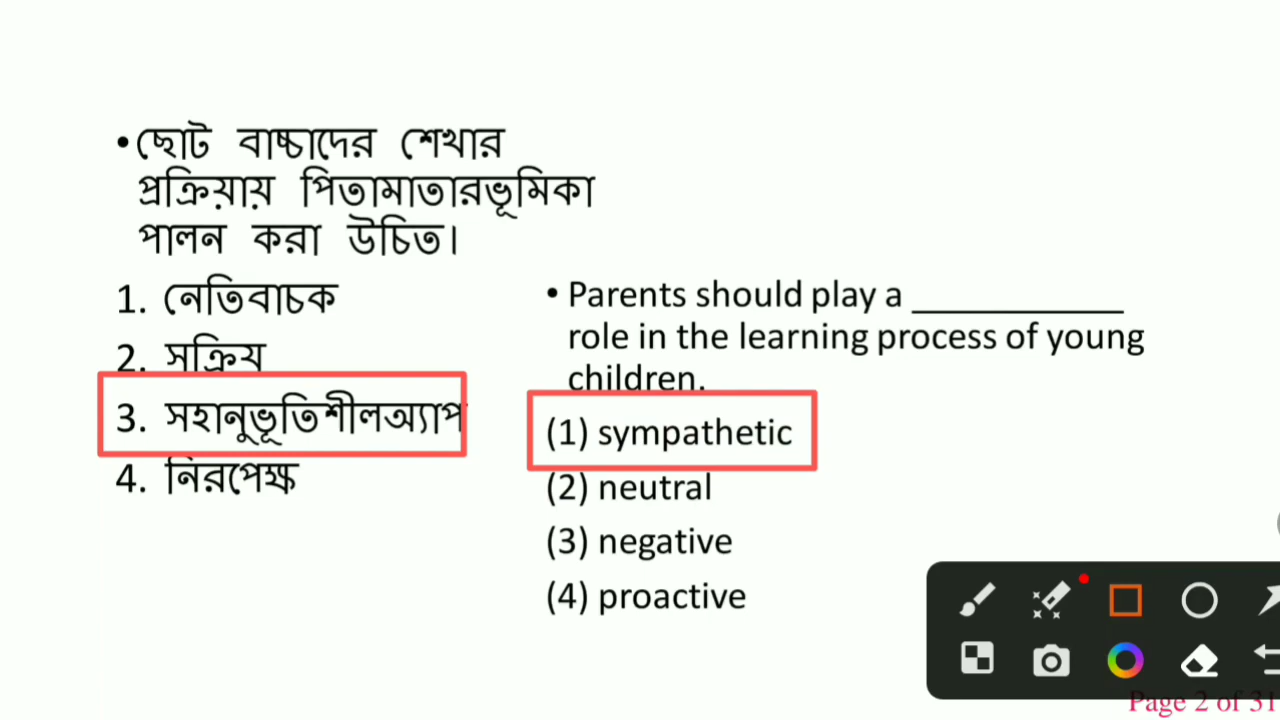 •ছোট বাচ্চাদের শেখার
প্রক্রিয়ায় পিতামাতারভূমিকা
পালন করা উচিত।
1. নেতিবাচক
2. সক্রিয়
3. সহানুভূতিশীলঅ্যাপ
4. নিরপেক্ষ
• Parents should play a ____________
role in the learning process of young
children.
(1) sympathetic
(2) neutral
(3) negative
(4) proactive
Page 2 of 31